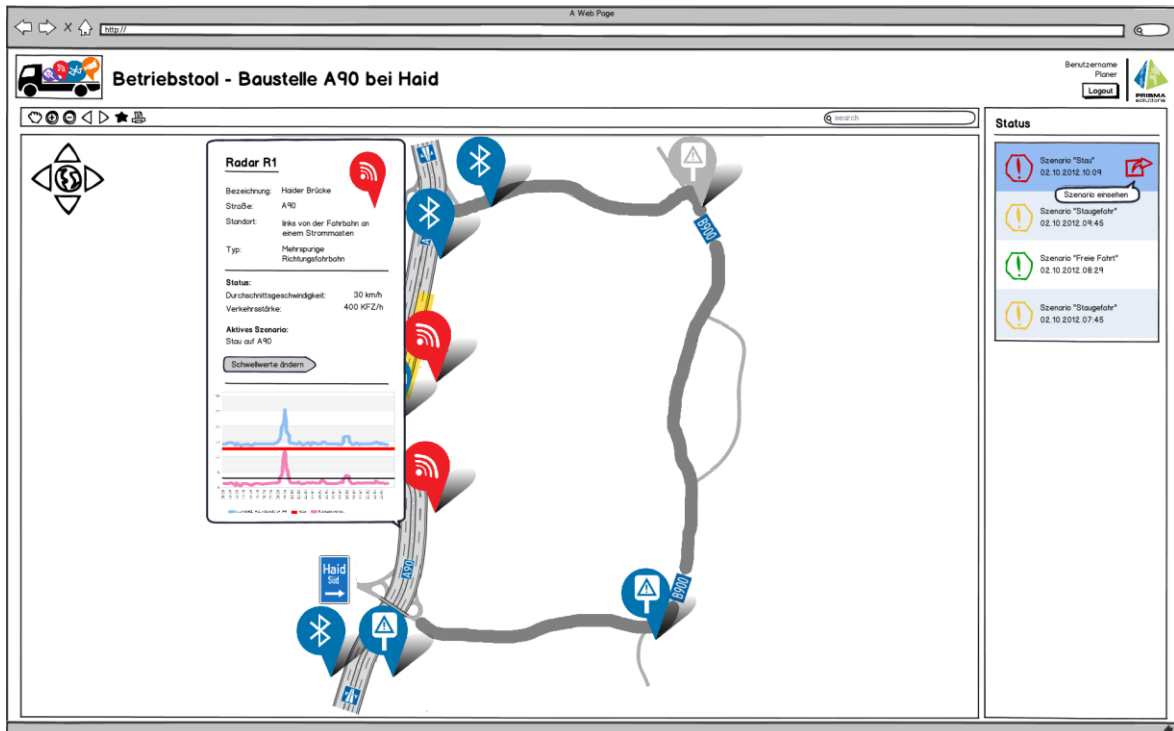 A Web Page
http://
Betriebstool - Baustelle A90 bei Haid
Benutzername
Planer
Logout
PRISMA
solutions
search
Status
Szenario "Stau"
02.10.2012.10:09
Szenario einsehen
Szenario "Staugefahr"
02.10.2012.09:45
Szenario "Freie Fahrt"
02.10.2012.08:29
Szenario "Staugefahr"
02.10.2012.07:45
Radar R1
Bezeichnung: Haider Brücke
Straße: A90
Standort: links von der Fahrbahn an
einem Strommasten
Typ: Mehrspurige
Richtungsfahrbahn
Status:
Durchschnittsgeschwindigkeit: 30 km/h
Verkehrsstärke: 400 KFZ/h
Aktives Szenario:
Stau auf A90
Schwellwerte ändern
B900
A90
Haid
Süd
B900